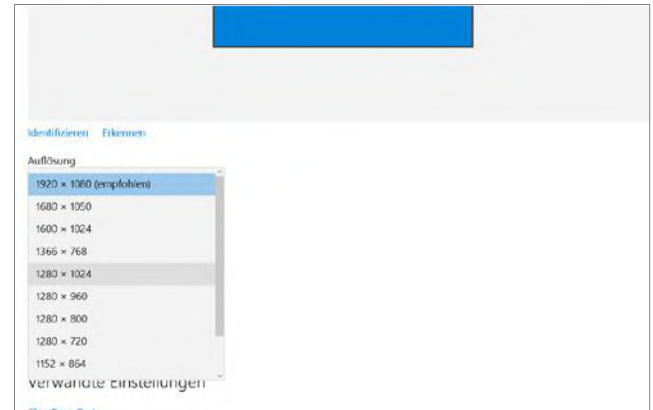 Identifizieren Erkennen
Auflösung
1920 × 1080 (empfohlen)
1680 × 1050
1600 × 1024
1366 × 768
1280 × 1024
1280 × 960
1280 × 800
1280 × 720
1152 × 864
Verwandte Einstellungen